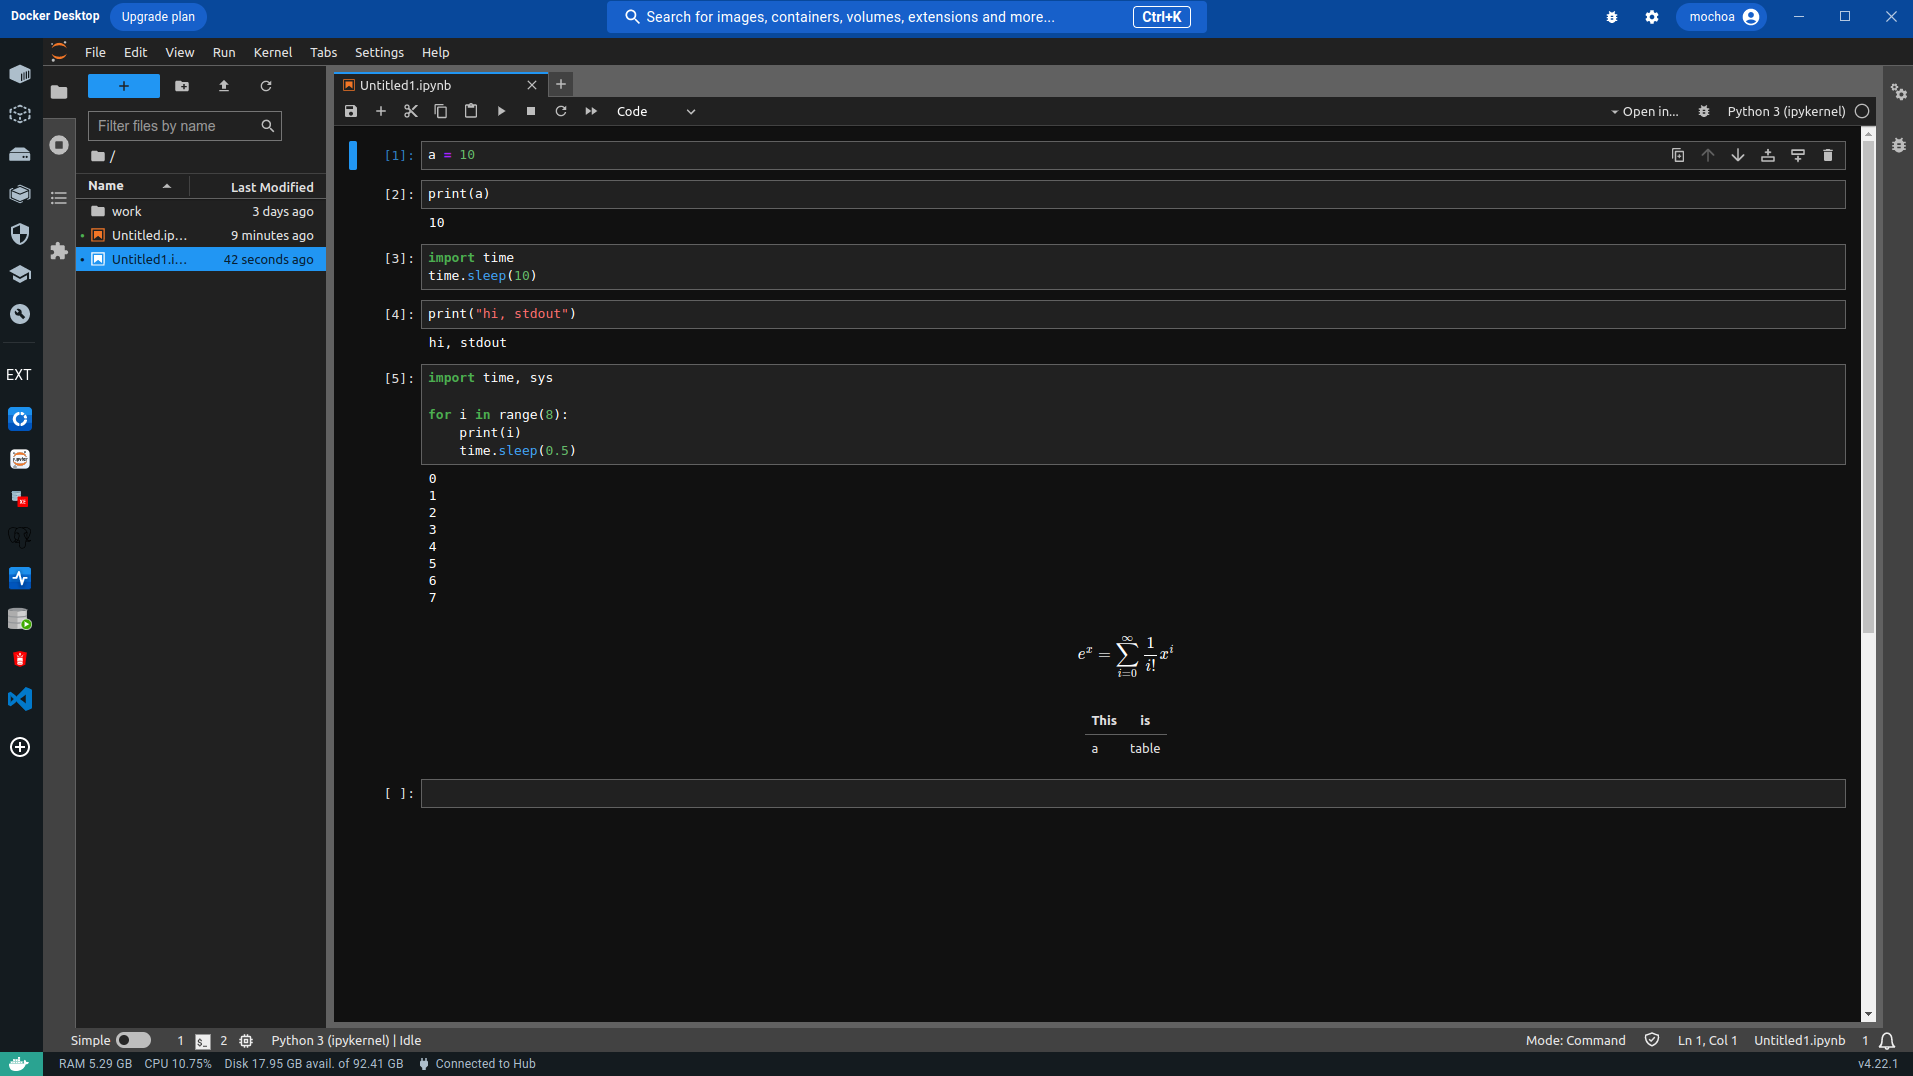 Docker Desktop Upgrade plan Search for images, containers, volumes, extensions and more... Ctrl+K mochoa
File Edit View Run Kernel Tabs Settings Help
Untitled1.ipynb
Code Open in... Python 3 (ipykernel)
Filter files by name
/
Name Last Modified
work 3 days ago
Untitled.ip... 9 minutes ago
Untitled1.i... 42 seconds ago
EXT
[1]: a = 10
[2]: print(a)
10
[3]: import time
time.sleep(10)
[4]: print("hi, stdout")
hi, stdout
[5]: import time, sys
for i in range(8):
    print(i)
    time.sleep(0.5)
0
1
2
3
4
5
6
7
e^x = ∑_{i=0}^{∞} \frac{1}{i!} x^i
This is
a table
[ ]:
Simple 1 2 Python 3 (ipykernel) | Idle Mode: Command Ln 1, Col 1 Untitled1.ipynb 1
RAM 5.29 GB CPU 10.75% Disk 17.95 GB avail. of 92.41 GB Connected to Hub v4.22.1